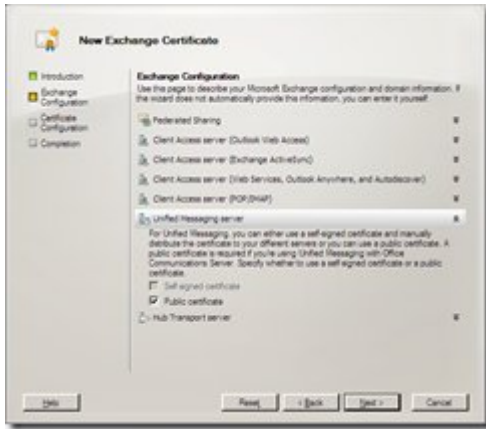 New Exchange Certificate
Introduction
Exchange
Configuration
Certificate
Configuration
Completion
Exchange Configuration
Use this page to describe your Microsoft Exchange configuration and domain information. If
the wizard does not automatically provide this information, you can enter it yourself.
Federated Sharing
Client Access server (Outlook Web Access)
Client Access server (Exchange ActiveSync)
Client Access server (Web Services, Outlook Anywhere, and Autodiscover)
Client Access server (POP/IMAP)
Unified Messaging server
For Unified Messaging, you can either use a self-signed certificate and manually
distribute the certificate to your different servers or you can use a public certificate. A
public certificate is required if you're using Unified Messaging with Office
Communications Server. Specify whether to use a self signed certificate or a public
certificate.
Self-signed certificate
Public certificate
Hub Transport server
Help
Reset
< Back
Next >
Cancel